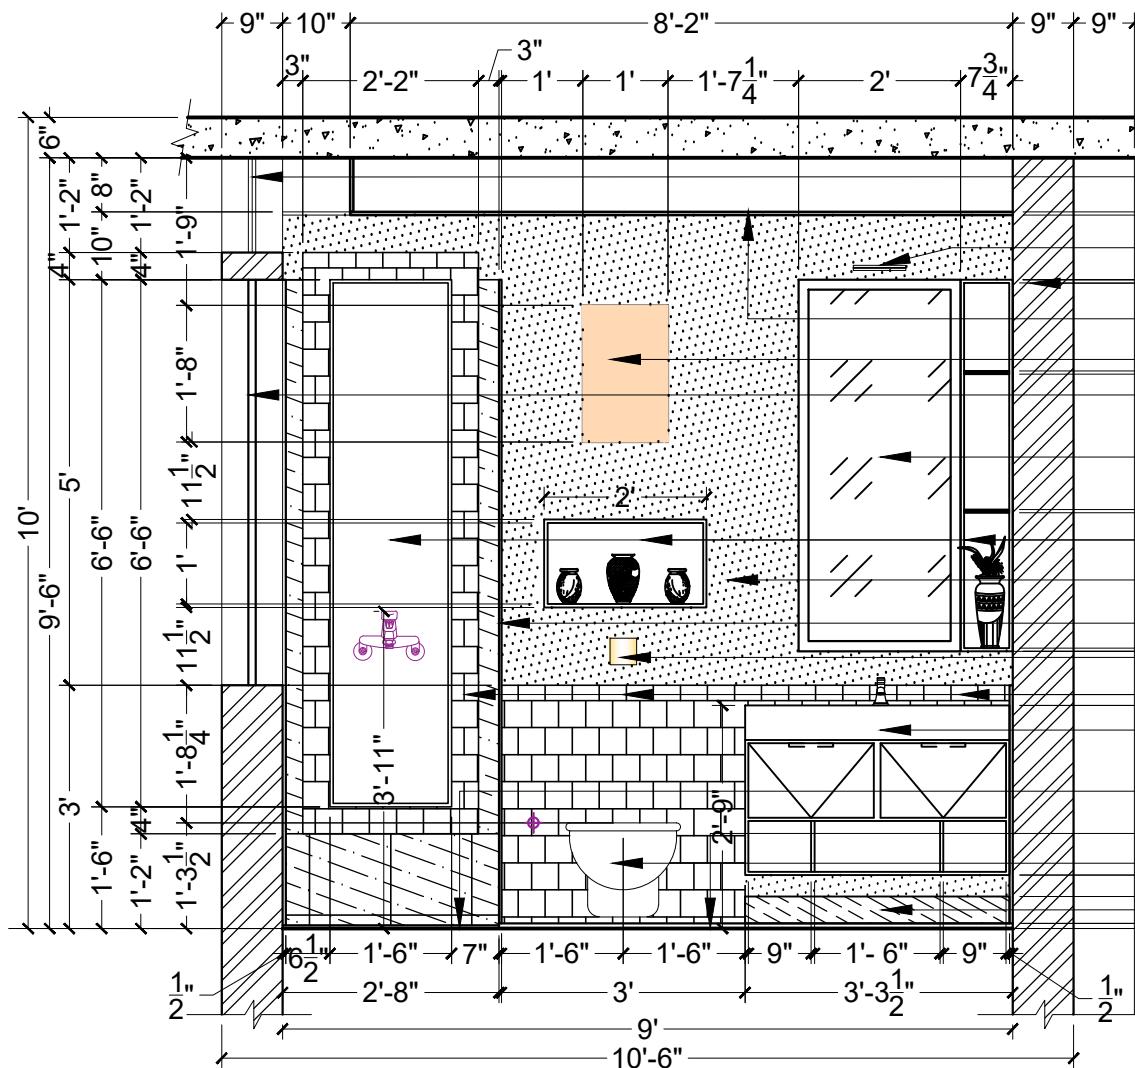 9" 10" 8'-2" 9" 9"
3" 2'-2" 3" 1' 1' 1'-7 1/4" 2' 7 3/4"
6"
1'-2" 8" 1'-2" 1'-9"
10"
4" 4"
1'-8"
11 1/2"
2'
10' 9'-6" 5' 6'-6" 6'-6" 1'
11 1/2"
1'-8 1/4" 3'-11"
3' 4" 2'-9"
1'-6" 1'-2" 1'-3 1/2"
6 1/2" 1'-6" 7" 1'-6" 1'-6" 9" 1'- 6" 9"
1/2" 2'-8" 3' 3'-3 1/2" 1/2"
9'
10'-6"